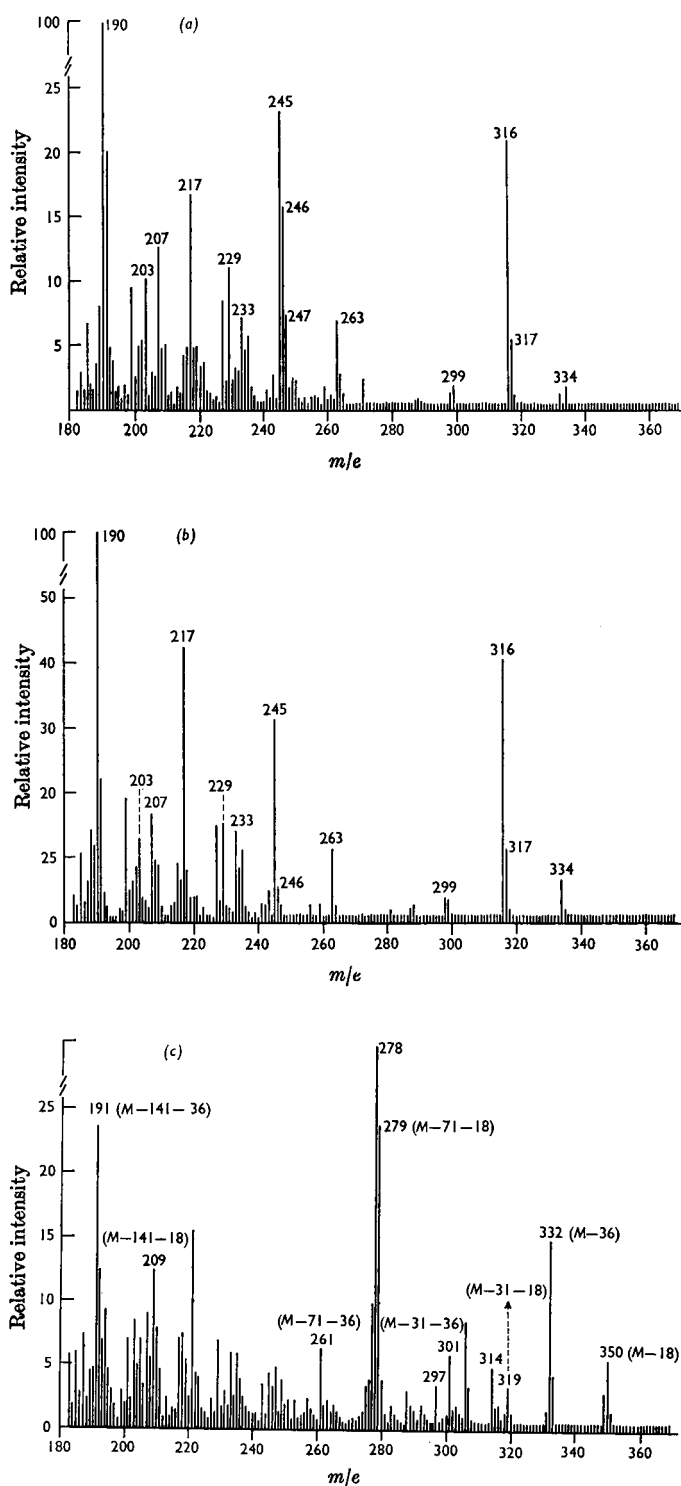 (a)
100
25
20
15
10
5
Relative intensity
190
203
207
217
229
233
245
246
247
263
299
316
317
334
180 200 220 240 260 280 300 320 340 360
m/e
(b)
100
50
40
30
20
25
0
Relative intensity
190
203
207
217
229
233
245
246
263
299
316
317
334
180 200 220 240 260 280 300 320 340 360
m/e
(c)
25
20
15
10
5
0
Relative intensity
191 (M—141—36)
(M—141—18)
209
(M—71—36)
261
278
279 (M—71—18)
(M—31—36)
301
297
314
(M—31—18)
319
332 (M—36)
350 (M—18)
180 200 220 240 260 280 300 320 340 360
m/e